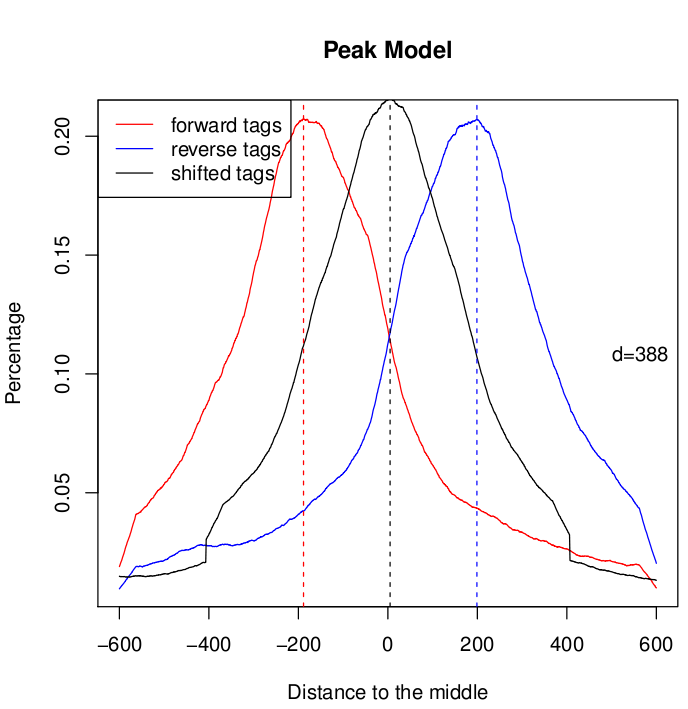 Peak Model
forward tags
reverse tags
shifted tags
Percentage
0.20
0.15
0.10
0.05
d=388
−600
−400
−200
0
200
400
600
Distance to the middle